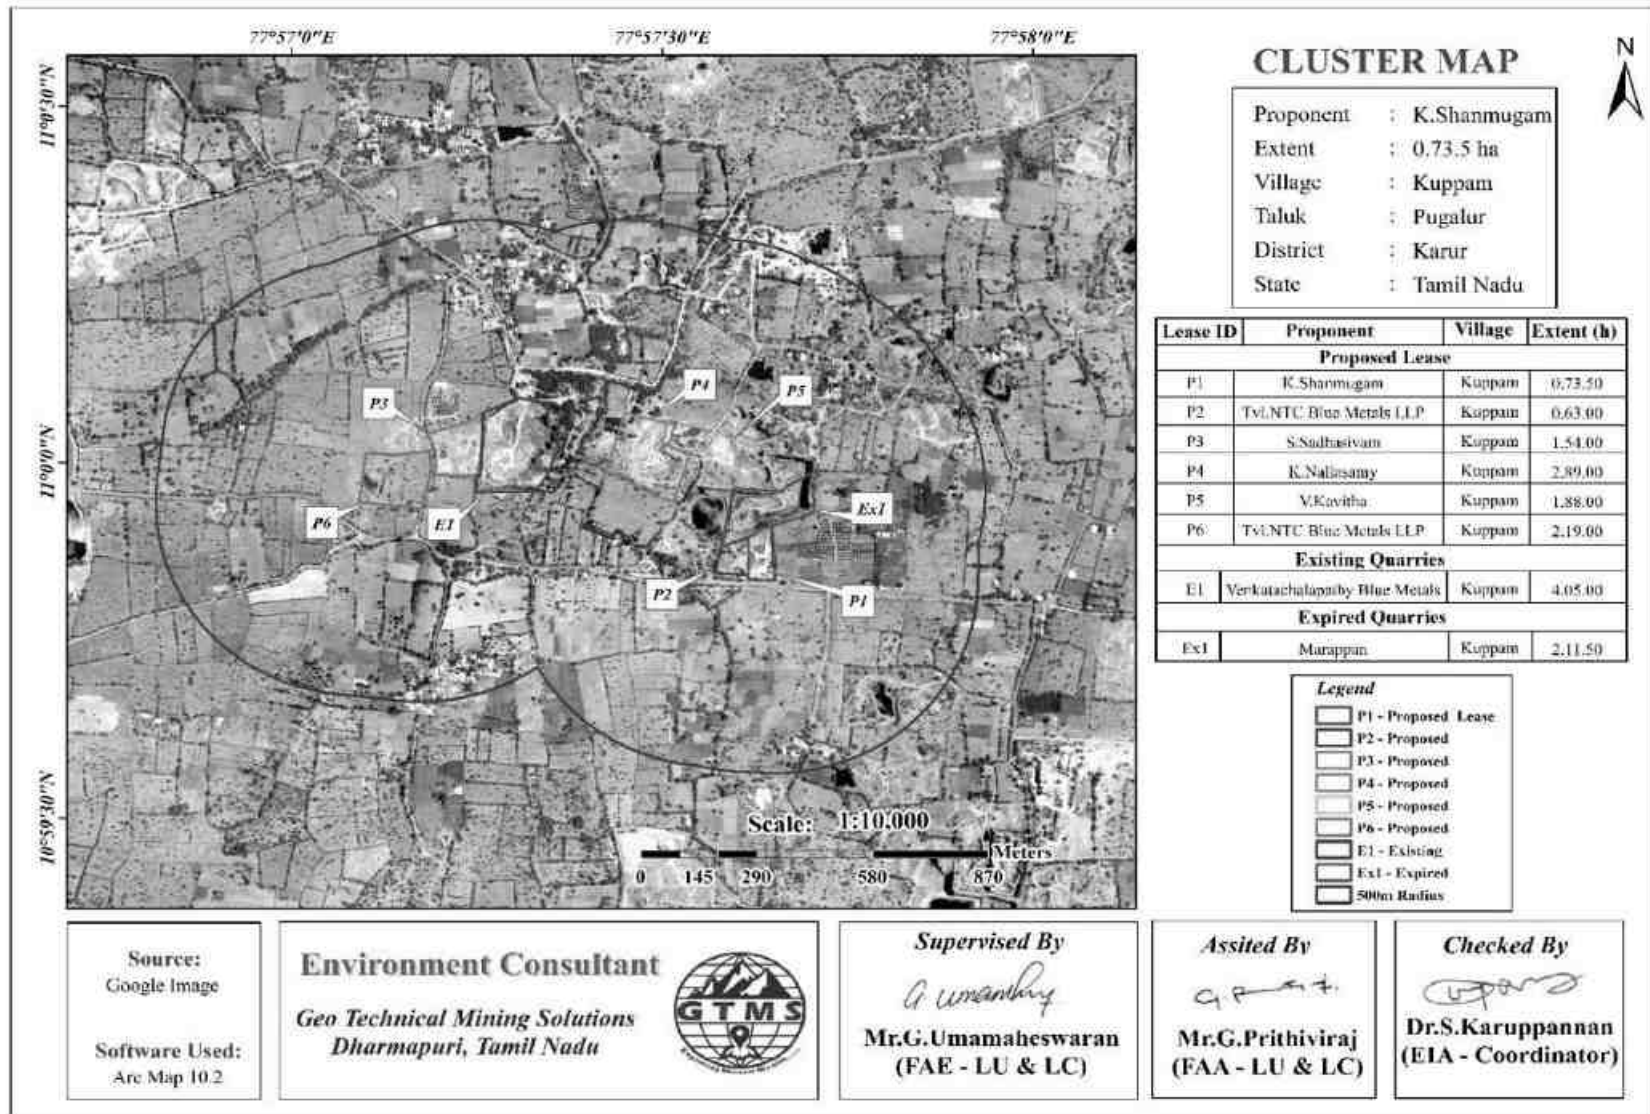 77°57'0"E
77°57'30"E
77°58'0"E
11°0'30"N
11°0'0"N
10°59'30"N
P3
P4
P5
P6
E1
Ex1
P2
P1
Scale: 1:10,000
Meters
0 145 290 580 870
N
CLUSTER MAP
Proponent : K.Shanmugam
Extent : 0.73.5 ha
Village : Kuppam
Taluk : Pugalur
District : Karur
State : Tamil Nadu
Lease ID Proponent Village Extent (h)
Proposed Lease
P1 K.Shanmugam Kuppam 0.73.50
P2 Tvl.NTC Blue Metals LLP Kuppam 0.63.00
P3 S.Sadhasivam Kuppam 1.54.00
P4 K.Nallasamy Kuppam 2.89.00
P5 V.Kavitha Kuppam 1.88.00
P6 Tvl.NTC Blue Metals LLP Kuppam 2.19.00
Existing Quarries
E1 Venkatachalapathy Blue Metals Kuppam 4.05.00
Expired Quarries
Ex1 Marappan Kuppam 2.11.50
Legend
P1 - Proposed Lease
P2 - Proposed
P3 - Proposed
P4 - Proposed
P5 - Proposed
P6 - Proposed
E1 - Existing
Ex1 - Expired
500m Radius
Source:
Google Image
Software Used:
Arc Map 10.2
Environment Consultant
Geo Technical Mining Solutions
Dharmapuri, Tamil Nadu
GTMS
Supervised By
Mr.G.Umamaheswaran
(FAE - LU & LC)
Assited By
Mr.G.Prithiviraj
(FAA - LU & LC)
Checked By
Dr.S.Karuppannan
(EIA - Coordinator)